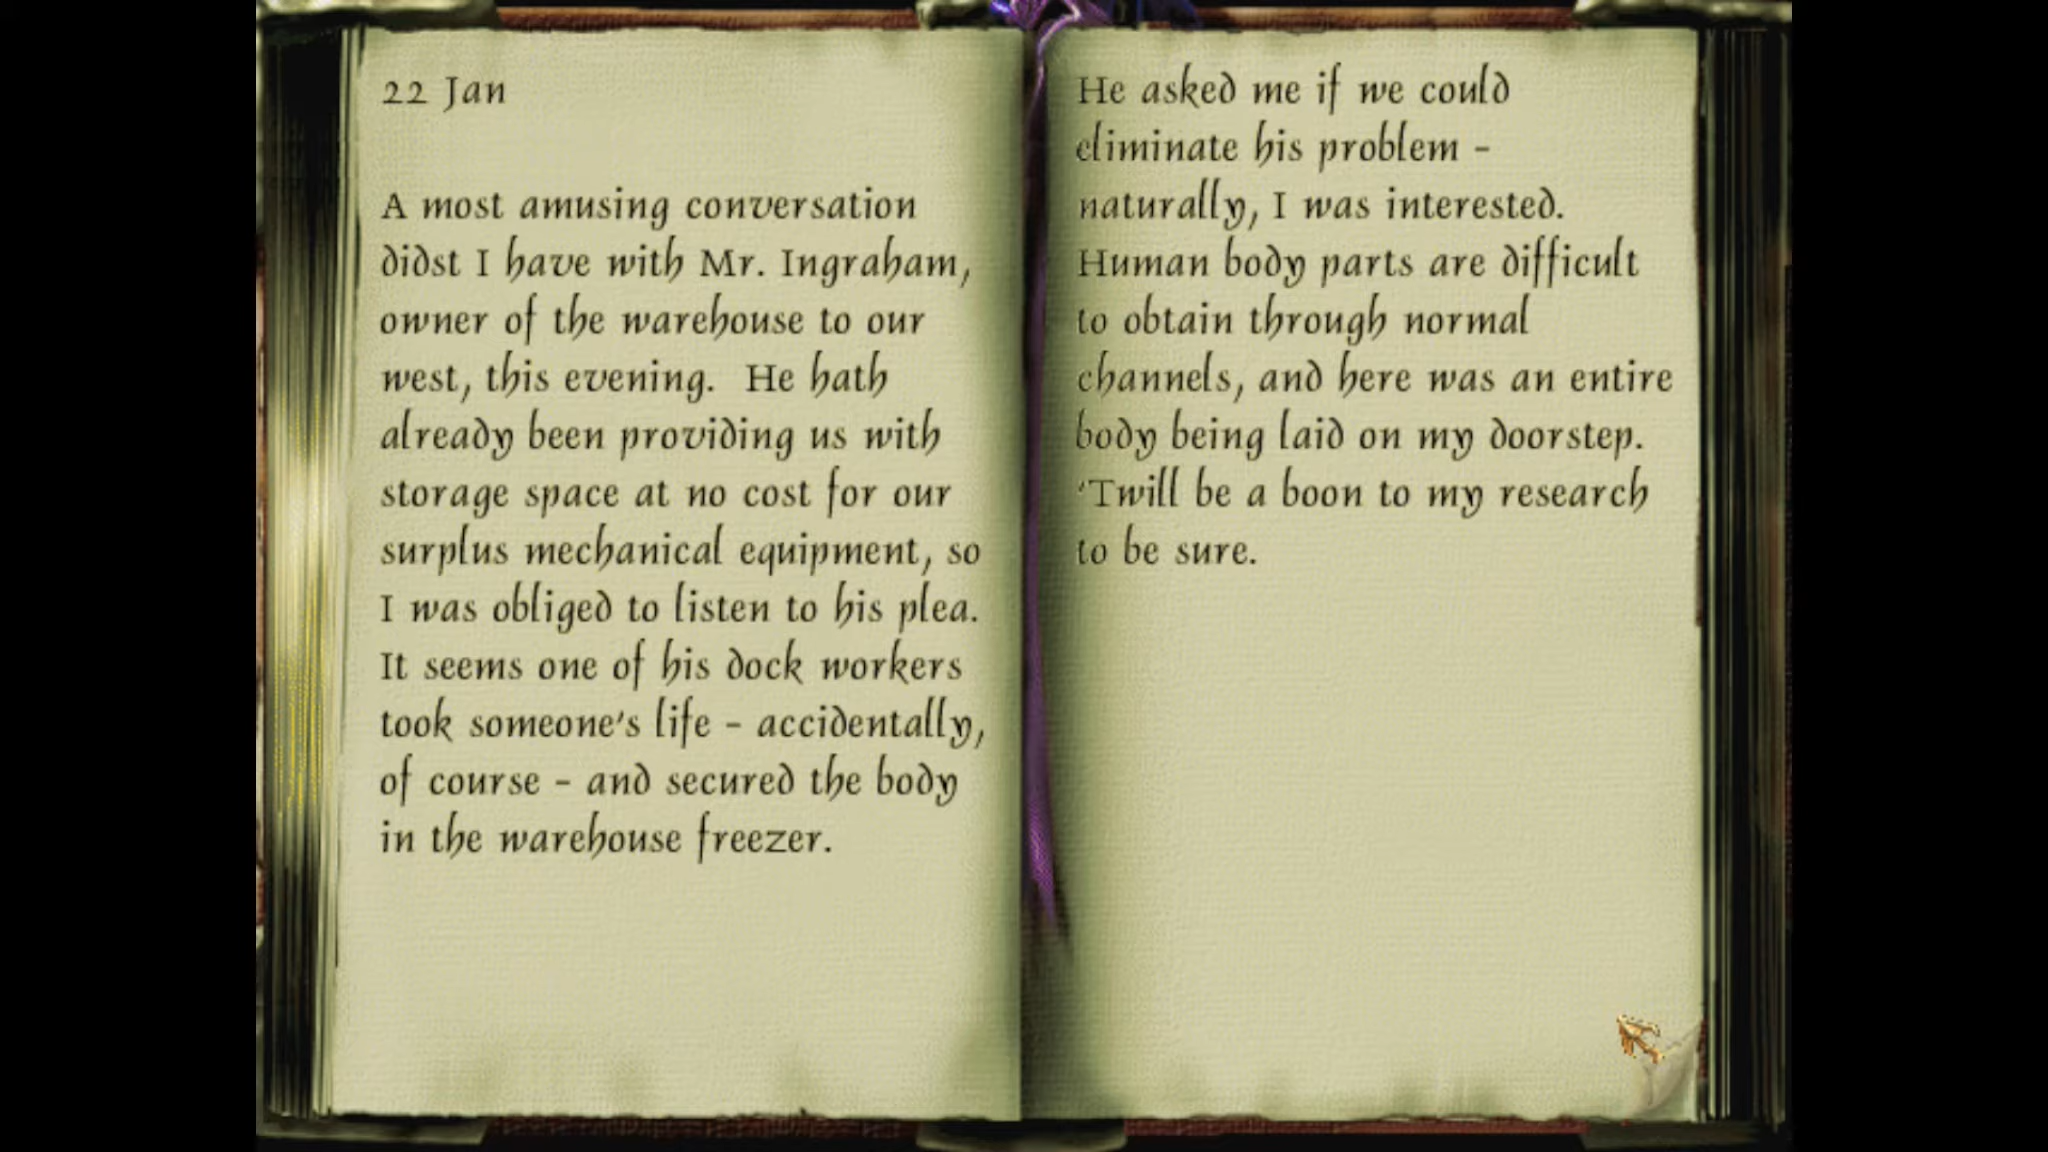 22 Jan
A most amusing conversation
didst I have with Mr. Ingraham,
owner of the warehouse to our
west, this evening.  He hath
already been providing us with
storage space at no cost for our
surplus mechanical equipment, so
I was obliged to listen to his plea.
It seems one of his dock workers
took someone's life - accidentally,
of course - and secured the body
in the warehouse freezer.
He asked me if we could
eliminate his problem -
naturally, I was interested.
Human body parts are difficult
to obtain through normal
channels, and here was an entire
body being laid on my doorstep.
'Twill be a boon to my research
to be sure.